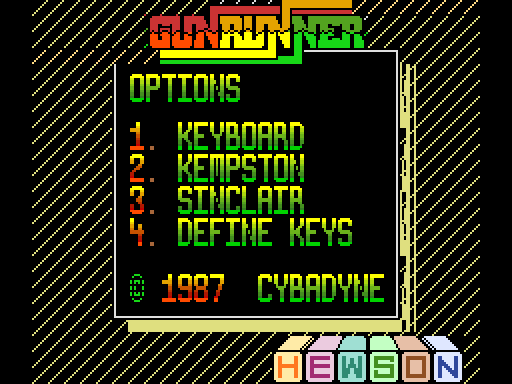 GUNRUNNER
OPTIONS
1. KEYBOARD
2. KEMPSTON
3. SINCLAIR
4. DEFINE KEYS
© 1987 CYBADYNE
HEWSON